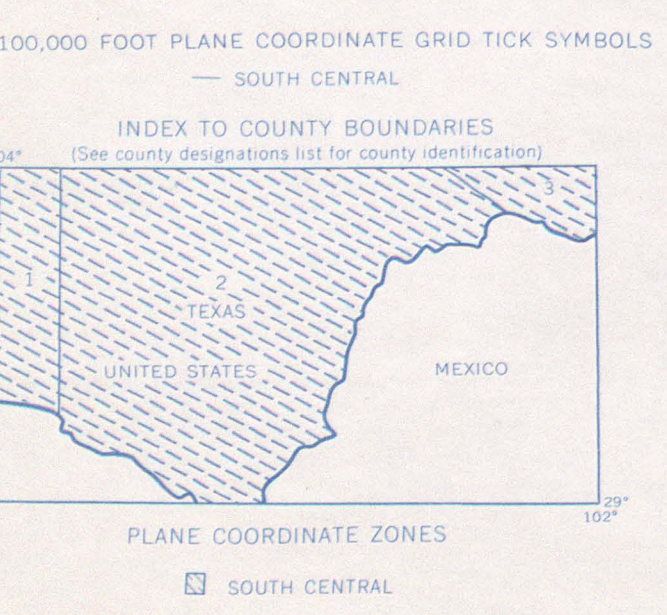 100,000 FOOT PLANE COORDINATE GRID TICK SYMBOLS
— SOUTH CENTRAL
INDEX TO COUNTY BOUNDARIES
(See county designations list for county identification)
04°
3
1
2
TEXAS
UNITED STATES
MEXICO
29°
102°
PLANE COORDINATE ZONES
SOUTH CENTRAL